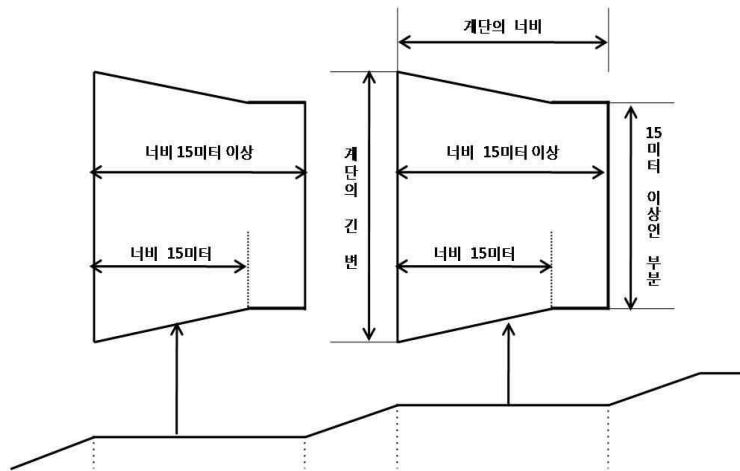 계단의 너비
너비 15미터 이상
너비 15미터
계단의 긴 변
너비 15미터 이상
너비 15미터
15미터 이상인 부분